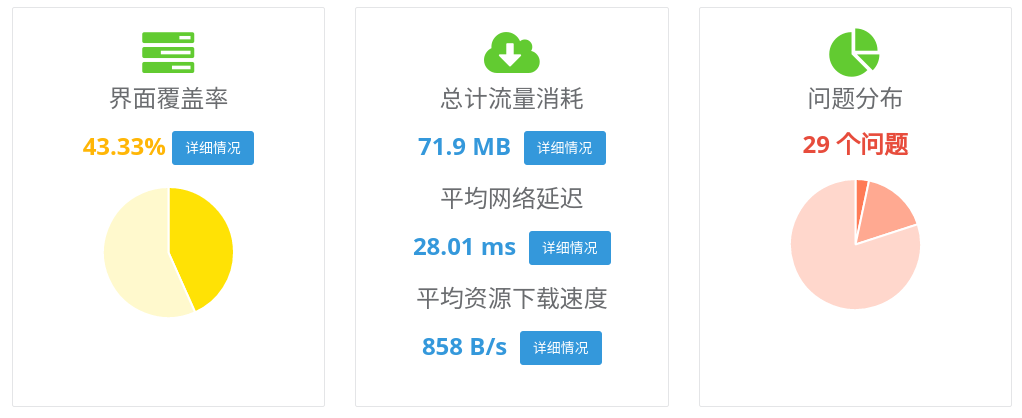 界面覆盖率
43.33% 详细情况
总计流量消耗
71.9 MB 详细情况
平均网络延迟
28.01 ms 详细情况
平均资源下载速度
858 B/s 详细情况
问题分布
29 个问题